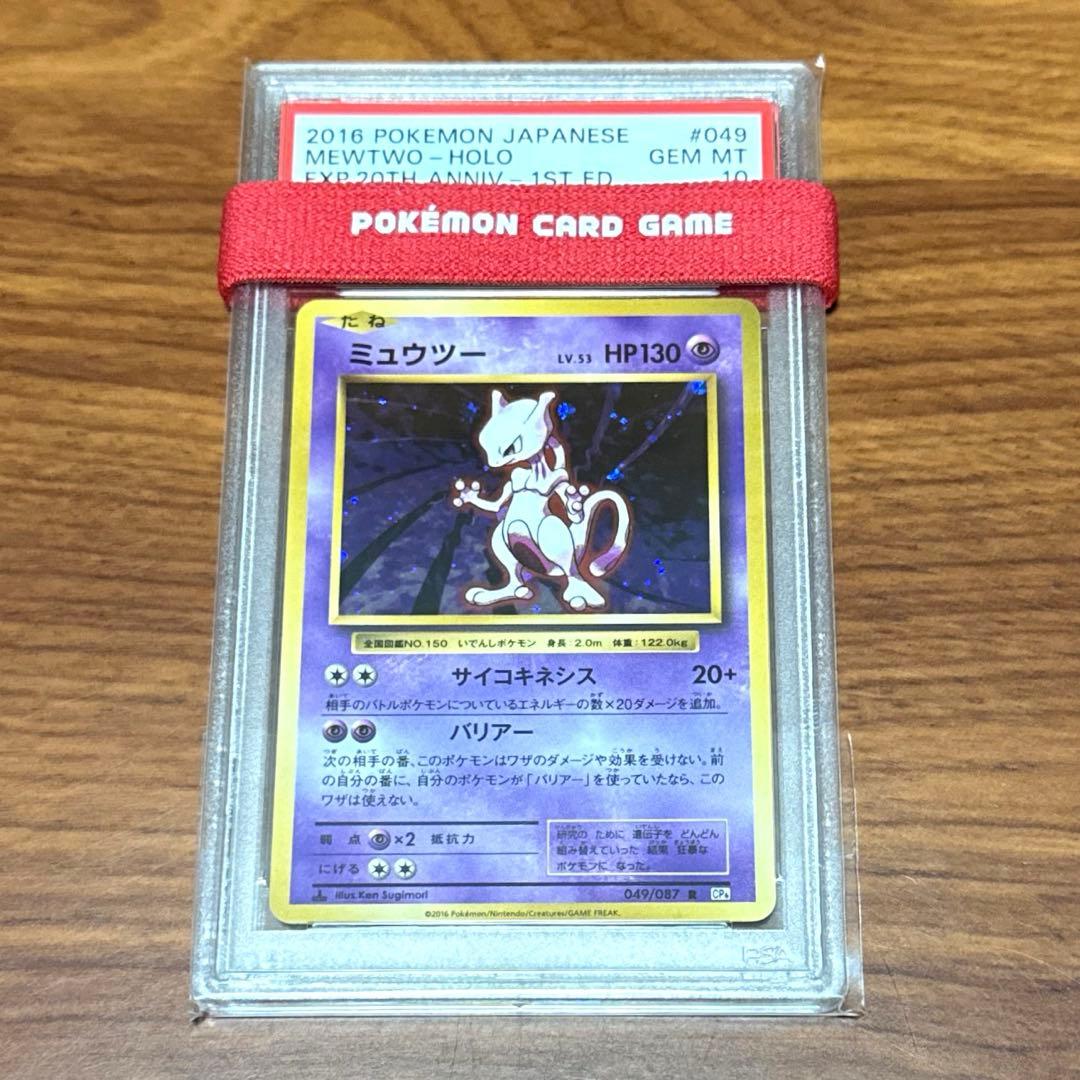 2016 POKEMON JAPANESE #049
MEWTWO - HOLO GEM MT
EXP.20TH ANNIV - 1ST ED 10
POKÉMON CARD GAME
たね
ミュウツー LV.53 HP130
全国図鑑NO.150 いでんしポケモン 身長:2.0m 体重:122.0kg
サイコキネシス 20+
相手のバトルポケモンについているエネルギーの数×20ダメージを追加。
バリアー
次の相手の番、このポケモンはワザのダメージや効果を受けない。前
の自分の番に、自分のポケモンが「バリアー」を使っていたなら、この
ワザは使えない。
弱点 ×2 抵抗力
にげる
研究の ために 遺伝子を どんどん
組み替えていった 結果 狂暴な
ポケモンに なった。
illus.Ken Sugimori 049/087 R CP6
©2016 Pokémon/Nintendo/Creatures/GAME FREAK.
PSA